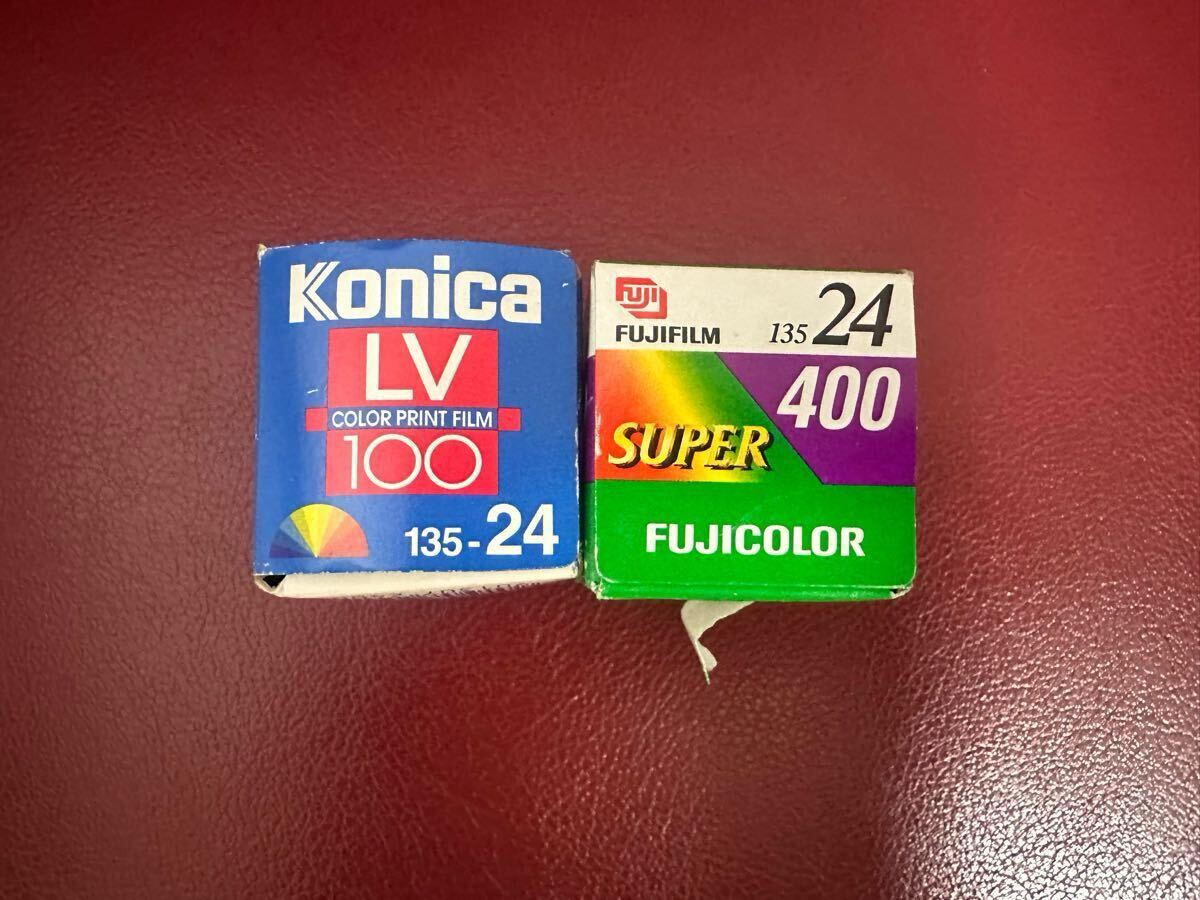 Konica
LV
COLOR PRINT FILM
100
135-24
FUJI
FUJIFILM
135 24
400
SUPER
FUJICOLOR